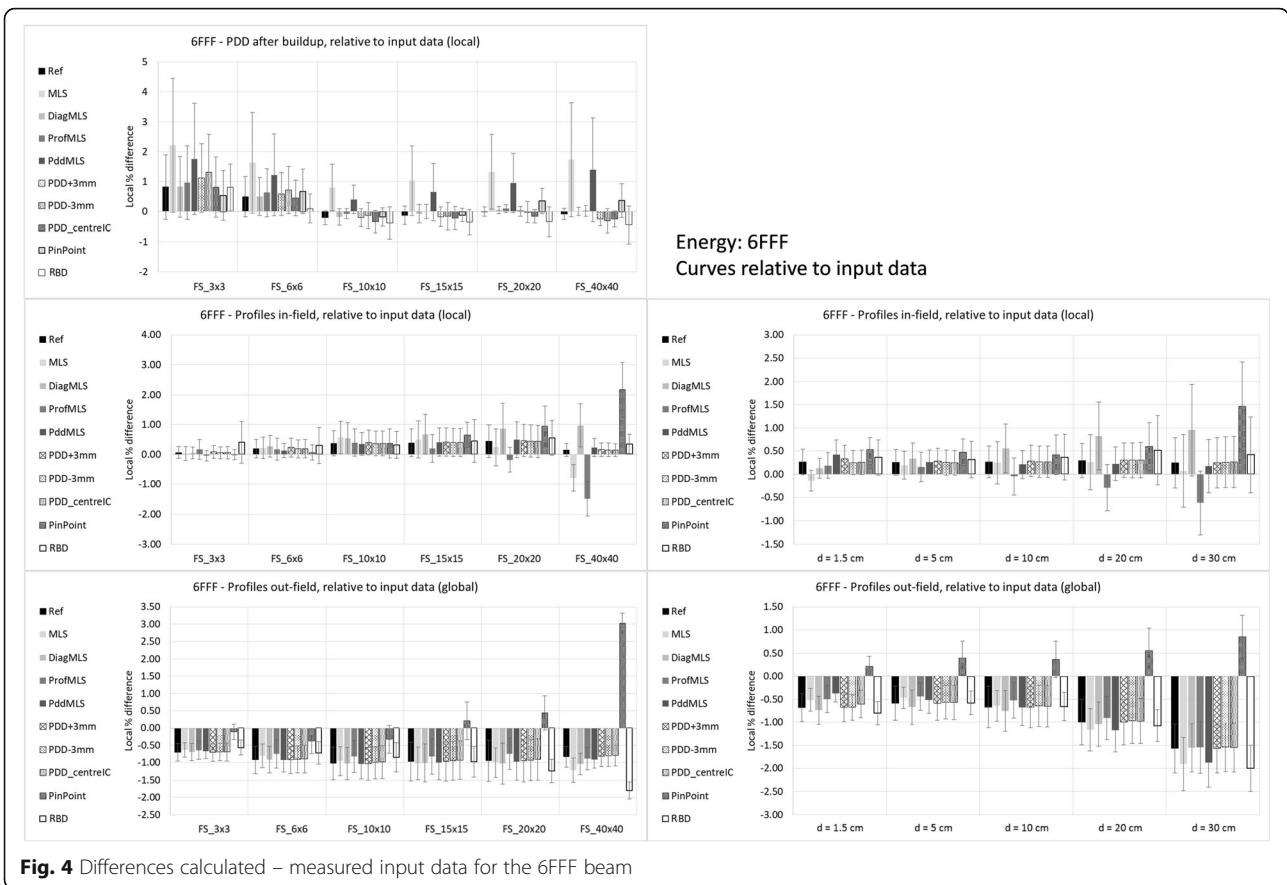 6FFF - PDD after buildup, relative to input data (local)
Ref
MLS
DiagMLS
ProfMLS
PddMLS
PDD+3mm
PDD-3mm
PDD_centreIC
PinPoint
RBD
Local % difference
5
4
3
2
1
0
-1
-2
FS_3x3 FS_6x6 FS_10x10 FS_15x15 FS_20x20 FS_40x40
Energy: 6FFF
Curves relative to input data
6FFF - Profiles in-field, relative to input data (local)
Ref
MLS
DiagMLS
ProfMLS
PddMLS
PDD+3mm
PDD-3mm
PDD_centreIC
PinPoint
RBD
Local % difference
4.00
3.00
2.00
1.00
0.00
-1.00
-2.00
-3.00
FS_3x3 FS_6x6 FS_10x10 FS_15x15 FS_20x20 FS_40x40
6FFF - Profiles in-field, relative to input data (local)
Ref
MLS
DiagMLS
ProfMLS
PddMLS
PDD+3mm
PDD-3mm
PDD_centreIC
PinPoint
RBD
Local % difference
3.00
2.50
2.00
1.50
1.00
0.50
0.00
-0.50
-1.00
-1.50
d = 1.5 cm d = 5 cm d = 10 cm d = 20 cm d = 30 cm
6FFF - Profiles out-field, relative to input data (global)
Ref
MLS
DiagMLS
ProfMLS
PddMLS
PDD+3mm
PDD-3mm
PDD_centreIC
PinPoint
RBD
Local % difference
3.50
3.00
2.50
2.00
1.50
1.00
0.50
0.00
-0.50
-1.00
-1.50
-2.00
-2.50
FS_3x3 FS_6x6 FS_10x10 FS_15x15 FS_20x20 FS_40x40
6FFF - Profiles out-field, relative to input data (global)
Ref
MLS
DiagMLS
ProfMLS
PddMLS
PDD+3mm
PDD-3mm
PDD_centreIC
PinPoint
RBD
Local % difference
1.50
1.00
0.50
0.00
-0.50
-1.00
-1.50
-2.00
-2.50
-3.00
d = 1.5 cm d = 5 cm d = 10 cm d = 20 cm d = 30 cm
Fig. 4 Differences calculated – measured input data for the 6FFF beam